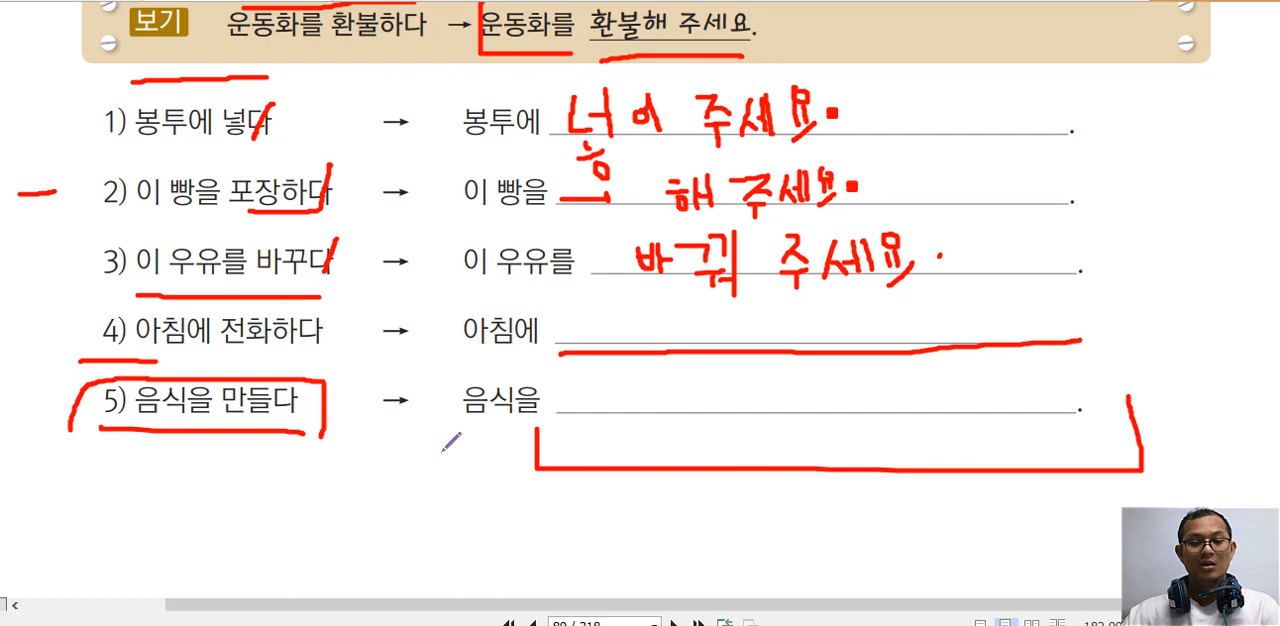 보기 운동화를 환불하다 → 운동화를 환불해 주세요.
1) 봉투에 넣다 → 봉투에 넣어 주세요.
2) 이 빵을 포장하다 → 이 빵을 해 주세요.
3) 이 우유를 바꾸다 → 이 우유를 바꿔 주세요.
4) 아침에 전화하다 → 아침에
5) 음식을 만들다 → 음식을 .
89 / 318